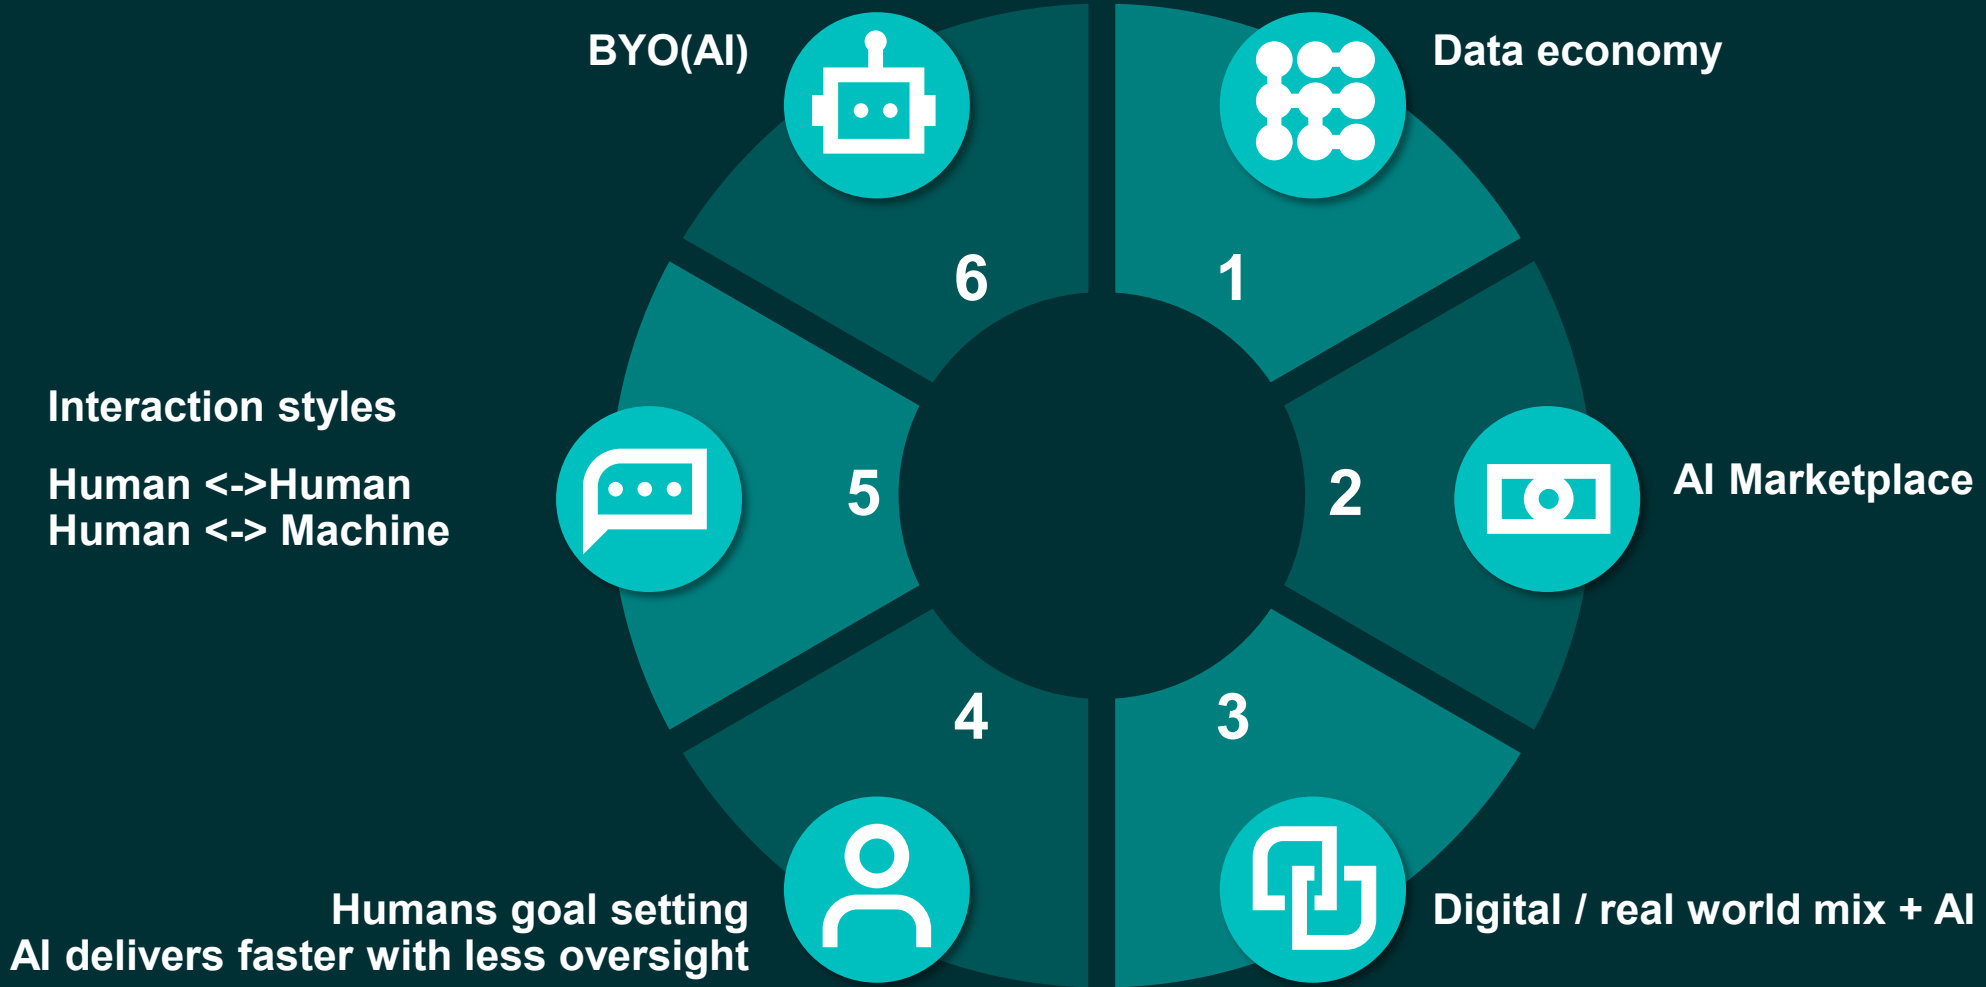 BYO(AI)
Data economy
6
1
Interaction styles
Human <->Human
Human <-> Machine
5
2
AI Marketplace
4
3
Humans goal setting
AI delivers faster with less oversight
Digital / real world mix + AI